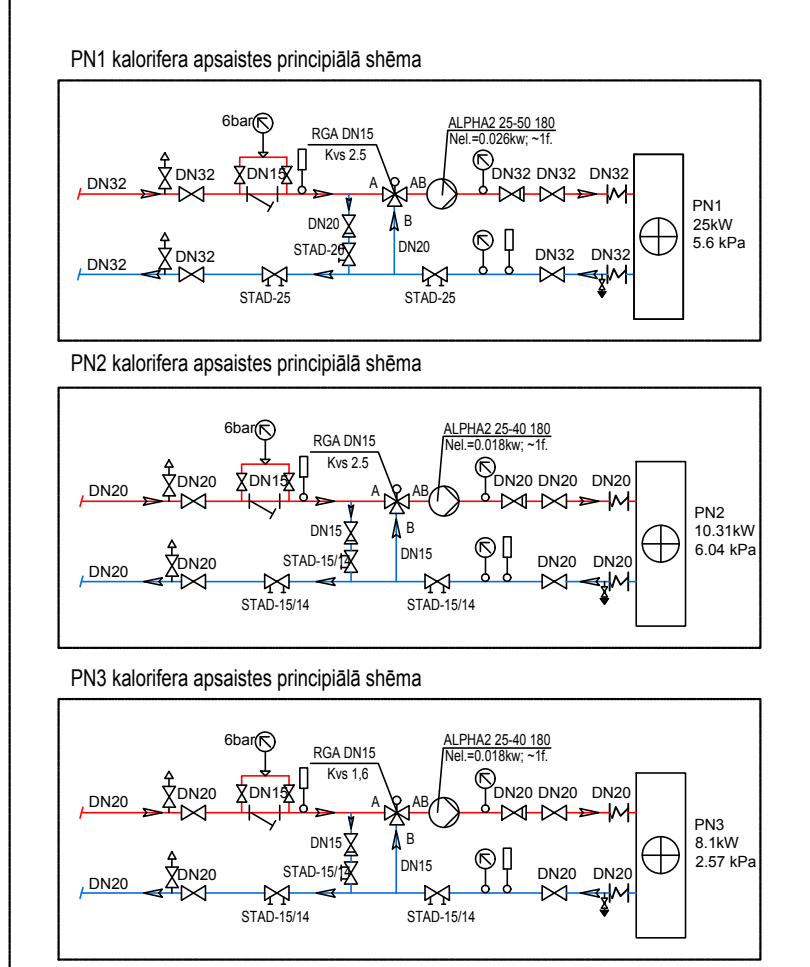 PN1 kalorifera apsaistes principiālā shēma
6bar
RGA DN15
Kvs 2.5
ALPHA2 25-50 180
Nel.=0.026kw; ~1f.
DN32
DN32
DN15
A
AB
DN32
DN32
DN32
PN1
25kW
5.6 kPa
DN20
B
STAD-20
DN20
DN32
DN32
DN32
DN32
STAD-25
STAD-25
PN2 kalorifera apsaistes principiālā shēma
6bar
RGA DN15
Kvs 2.5
ALPHA2 25-40 180
Nel.=0.018kw; ~1f.
DN20
DN20
DN15
A
AB
DN20
DN20
DN20
PN2
10.31kW
6.04 kPa
DN15
B
STAD-15/14
DN15
DN20
DN20
DN20
DN20
STAD-15/14
STAD-15/14
PN3 kalorifera apsaistes principiālā shēma
6bar
RGA DN15
Kvs 1,6
ALPHA2 25-40 180
Nel.=0.018kw; ~1f.
DN20
DN20
DN15
A
AB
DN20
DN20
DN20
PN3
8.1kW
2.57 kPa
DN15
B
STAD-15/14
DN15
DN20
DN20
DN20
DN20
STAD-15/14
STAD-15/14